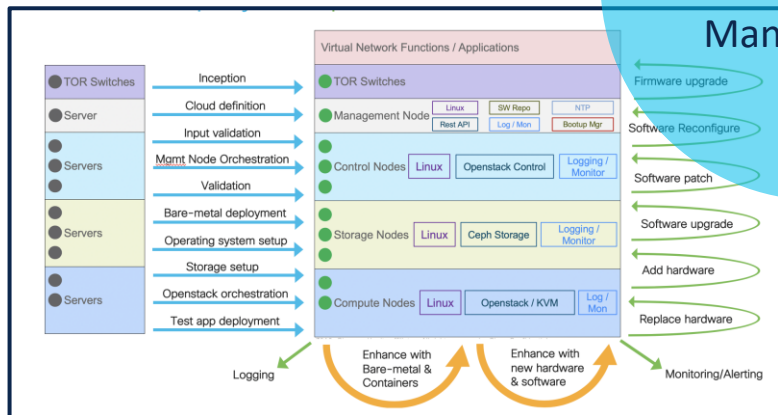 Man
Virtual Network Functions / Applications
TOR Switches
Server
Servers
Servers
Servers
Inception
Cloud definition
Input validation
Mgmt Node Orchestration
Validation
Bare-metal deployment
Operating system setup
Storage setup
Openstack orchestration
Test app deployment
TOR Switches
Management Node
Linux
SW Repo
NTP
Rest API
Log / Mon
Bootup Mgr
Control Nodes
Linux
Openstack Control
Logging /
Monitor
Storage Nodes
Linux
Ceph Storage
Logging /
Monitor
Compute Nodes
Linux
Openstack / KVM
Log /
Mon
Firmware upgrade
Software Reconfigure
Software patch
Software upgrade
Add hardware
Replace hardware
Logging
Enhance with
Bare-metal &
Containers
Enhance with
new hardware
& software
Monitoring/Alerting